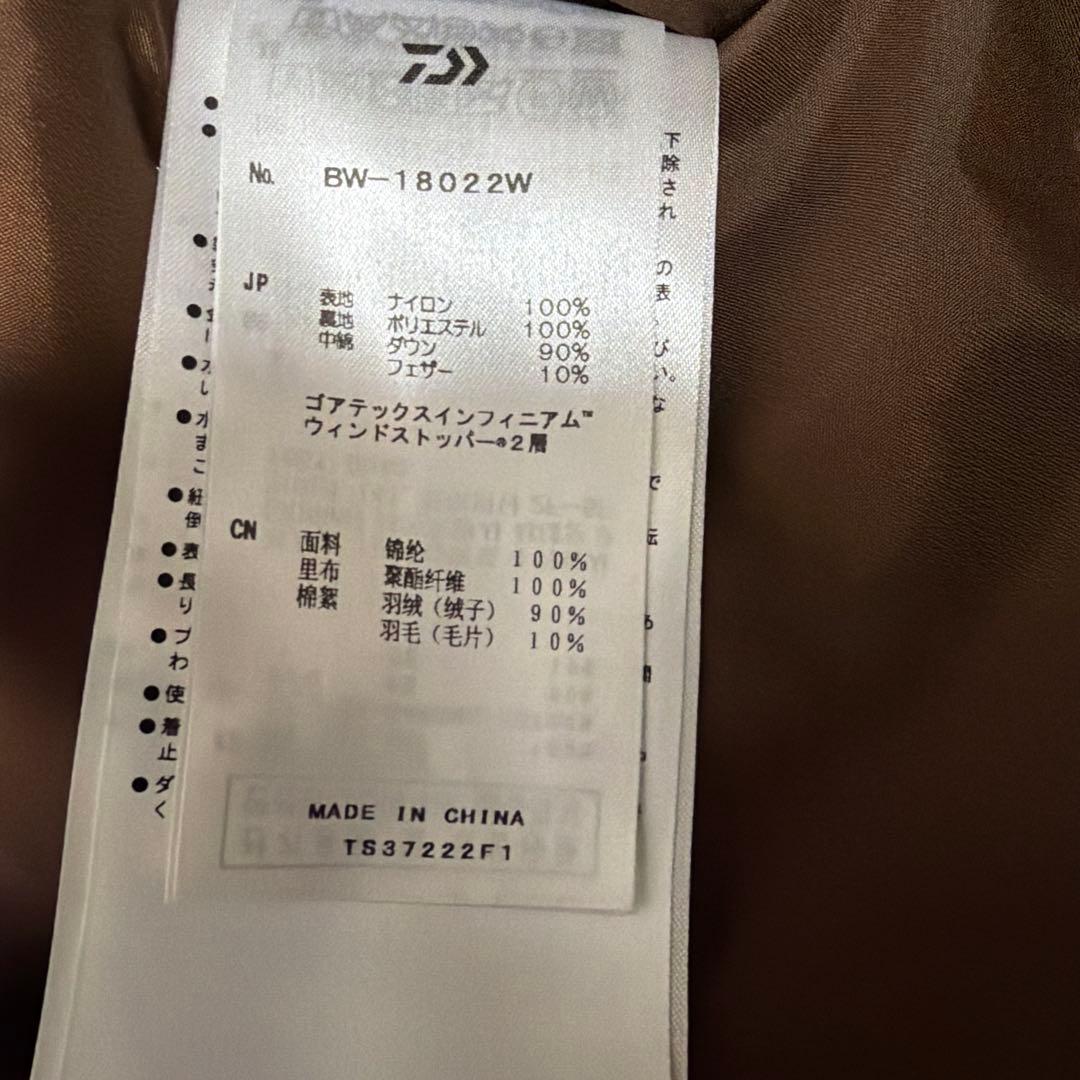 No. BW-18022W
JP
表地 ナイロン 100%
裏地 ポリエステル 100%
中綿 ダウン 90%
フェザー 10%
ゴアテックスインフィニアム™
ウィンドストッパー®2層
CN
面料 锦纶 100%
里布 聚酯纤维 100%
棉絮 羽绒(绒子) 90%
羽毛(毛片) 10%
MADE IN CHINA
TS37222F1